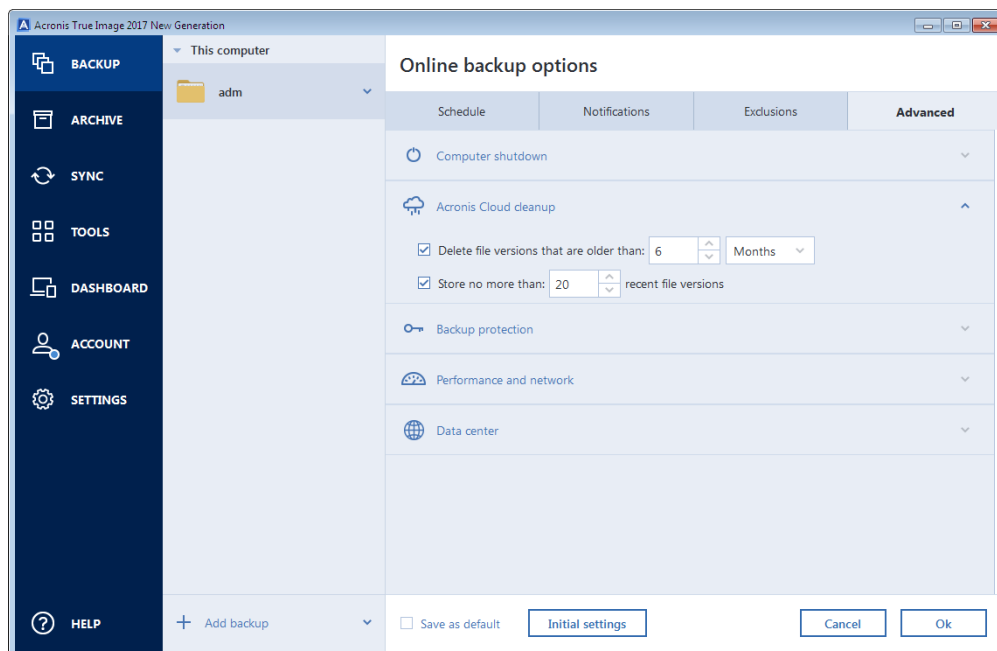 Acronis True Image 2017 New Generation
BACKUP
ARCHIVE
SYNC
TOOLS
DASHBOARD
ACCOUNT
SETTINGS
HELP
This computer
adm
Add backup
Online backup options
Schedule
Notifications
Exclusions
Advanced
Computer shutdown
Acronis Cloud cleanup
Delete file versions that are older than: 6 Months
Store no more than: 20 recent file versions
Backup protection
Performance and network
Data center
Save as default
Initial settings
Cancel
Ok